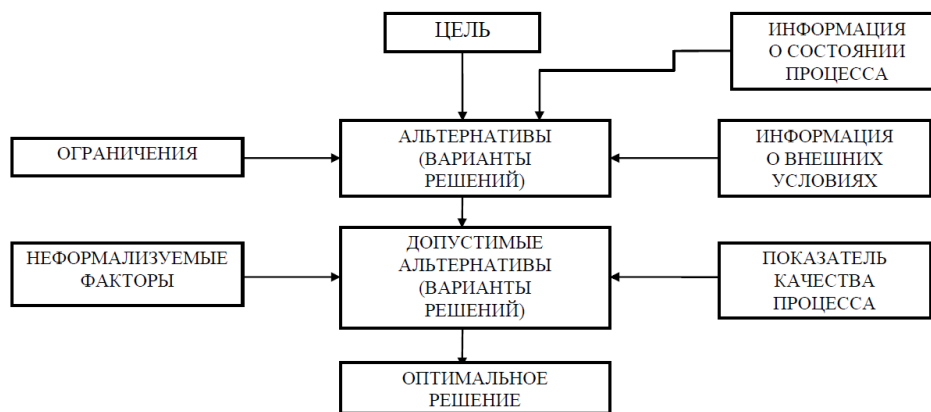 ЦЕЛЬ
ИНФОРМАЦИЯ
О СОСТОЯНИИ
ПРОЦЕССА
ОГРАНИЧЕНИЯ
АЛЬТЕРНАТИВЫ
(ВАРИАНТЫ
РЕШЕНИЙ)
ИНФОРМАЦИЯ
О ВНЕШНИХ
УСЛОВИЯХ
НЕФОРМАЛИЗУЕМЫЕ
ФАКТОРЫ
ДОПУСТИМЫЕ
АЛЬТЕРНАТИВЫ
(ВАРИАНТЫ
РЕШЕНИЙ)
ПОКАЗАТЕЛЬ
КАЧЕСТВА
ПРОЦЕССА
ОПТИМАЛЬНОЕ
РЕШЕНИЕ